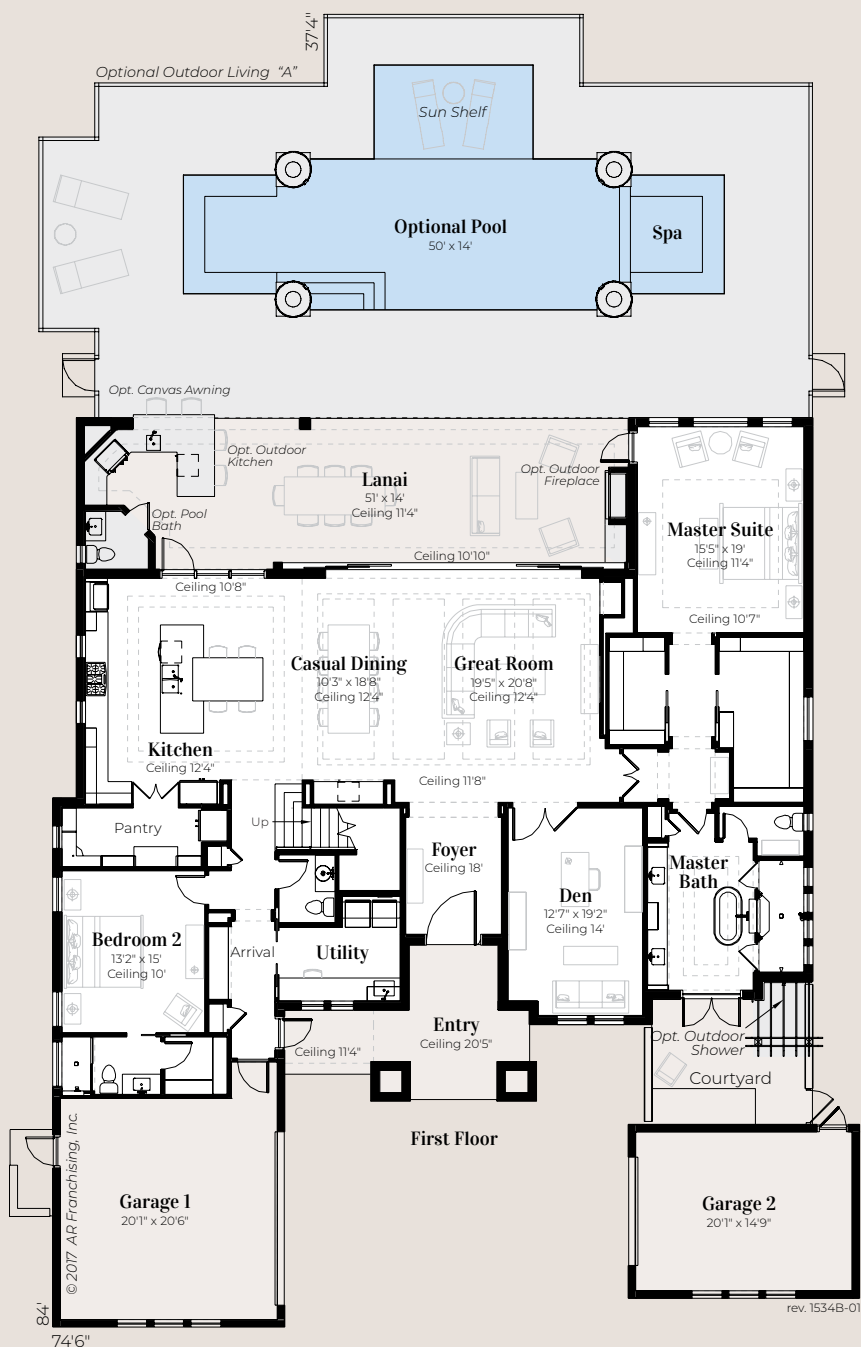 37'4"
Optional Outdoor Living "A"
Sun Shelf
Optional Pool
50' x 14'
Spa
Opt. Canvas Awning
Opt. Outdoor
Kitchen
Lanai
51' x 14'
Ceiling 11'4"
Opt. Outdoor
Fireplace
Opt. Pool
Bath
Master Suite
15'5" x 19'
Ceiling 11'4"
Ceiling 10'10"
Ceiling 10'8"
Ceiling 10'7"
Casual Dining
10'3" x 18'8"
Ceiling 12'4"
Great Room
19'5" x 20'8"
Ceiling 12'4"
Kitchen
Ceiling 12'4"
Ceiling 11'8"
Pantry
Up
Foyer
Ceiling 18'
Master
Bath
Den
12'7" x 19'2"
Ceiling 14'
Bedroom 2
13'2" x 15'
Ceiling 10'
Arrival
Utility
Entry
Ceiling 20'5"
Ceiling 11'4"
Opt. Outdoor
Shower
Courtyard
First Floor
© 2017 AR Franchising, Inc.
Garage 1
20'1" x 20'6"
Garage 2
20'1" x 14'9"
rev. 1534B-01
84'
74'6"